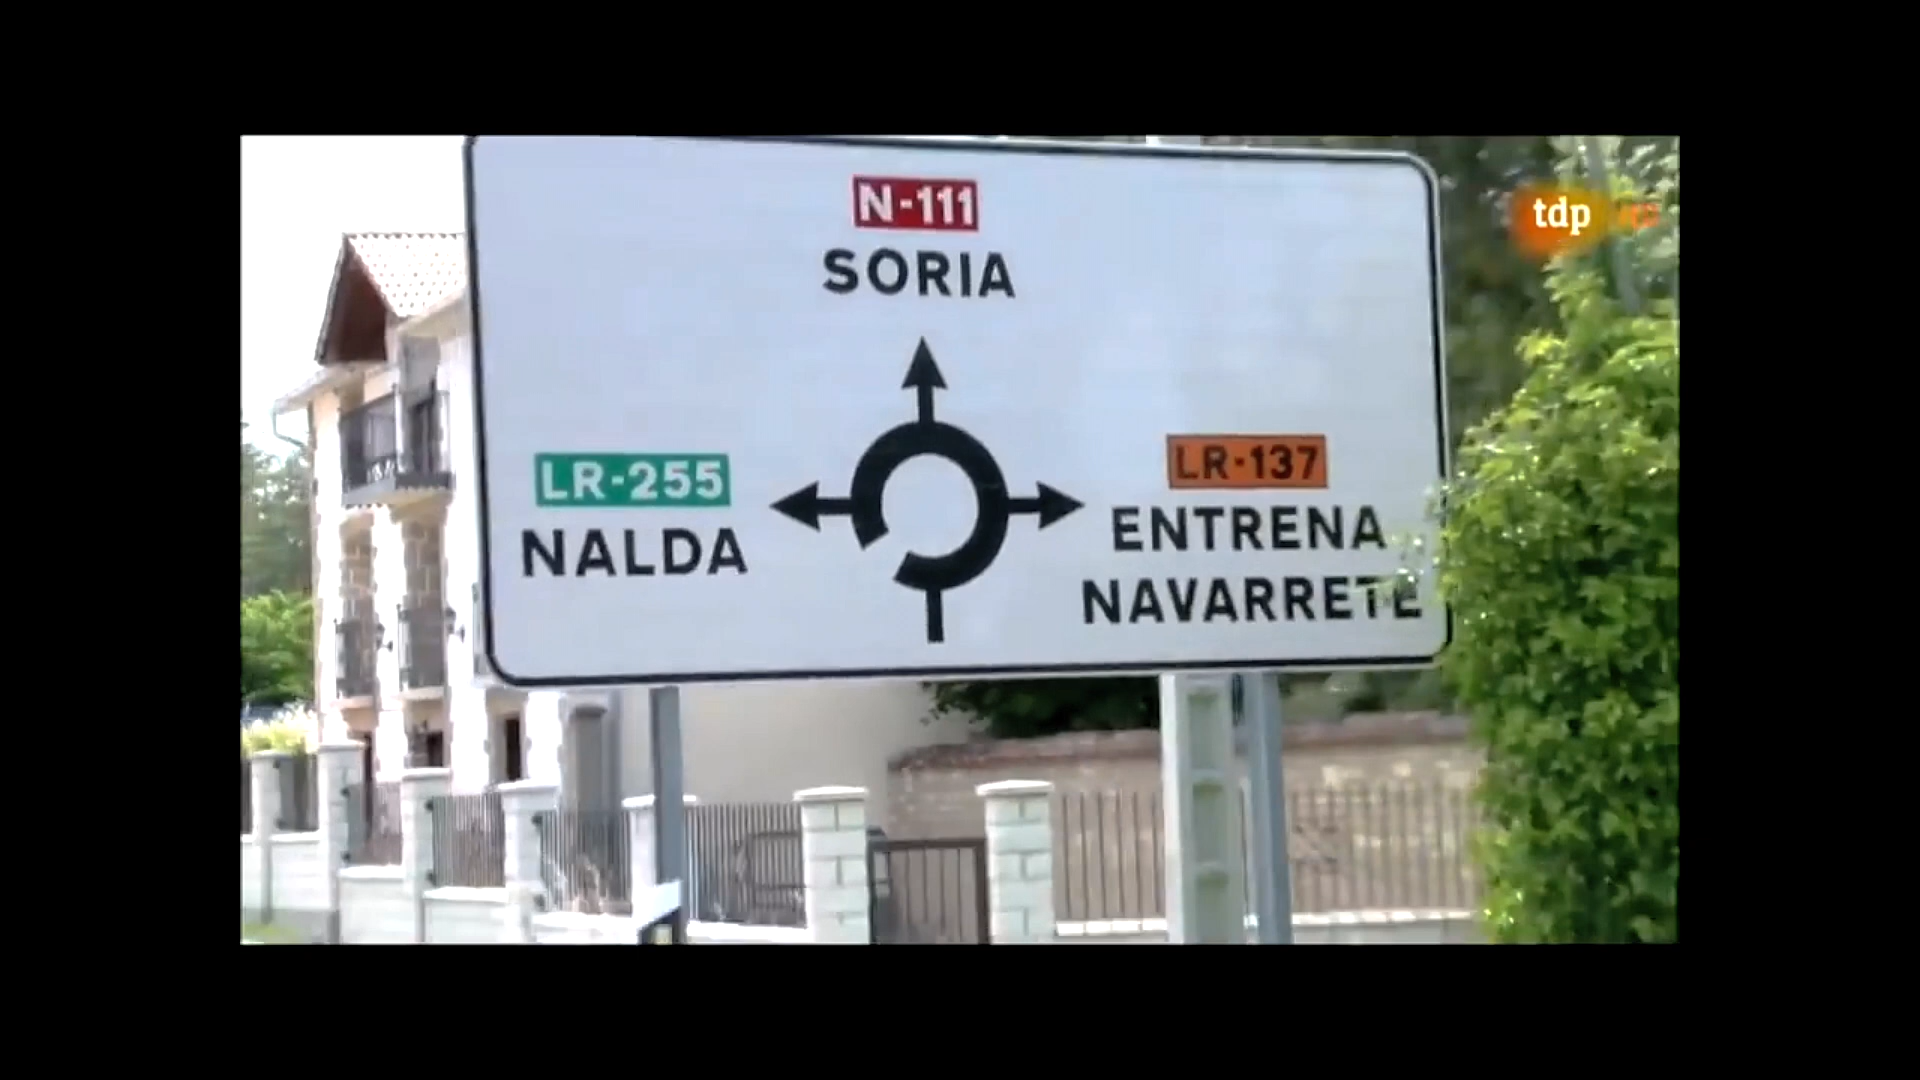 N-111
SORIA
tdp
LR-255
NALDA
LR-137
ENTRENA
NAVARRETE